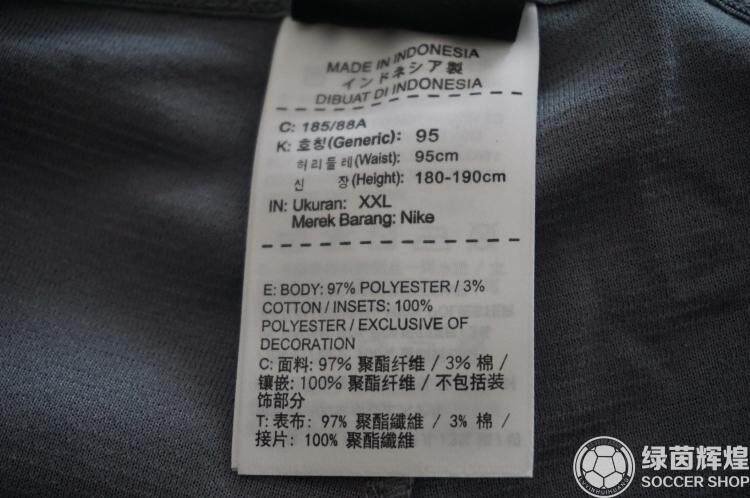 MADE IN INDONESIA
インドネシア製
DIBUAT DI INDONESIA
C: 185/88A
K: 호칭(Generic): 95
허리둘레(Waist): 95cm
신 장(Height): 180-190cm
IN: Ukuran: XXL
Merek Barang: Nike
E: BODY: 97% POLYESTER / 3%
COTTON / INSETS: 100%
POLYESTER / EXCLUSIVE OF
DECORATION
C: 面料: 97% 聚酯纤维 / 3% 棉 /
镶嵌: 100% 聚酯纤维 / 不包括装
饰部分
T: 表布: 97% 聚酯纖維 / 3% 棉 /
接片: 100% 聚酯纖維
绿茵辉煌
SOCCER SHOP